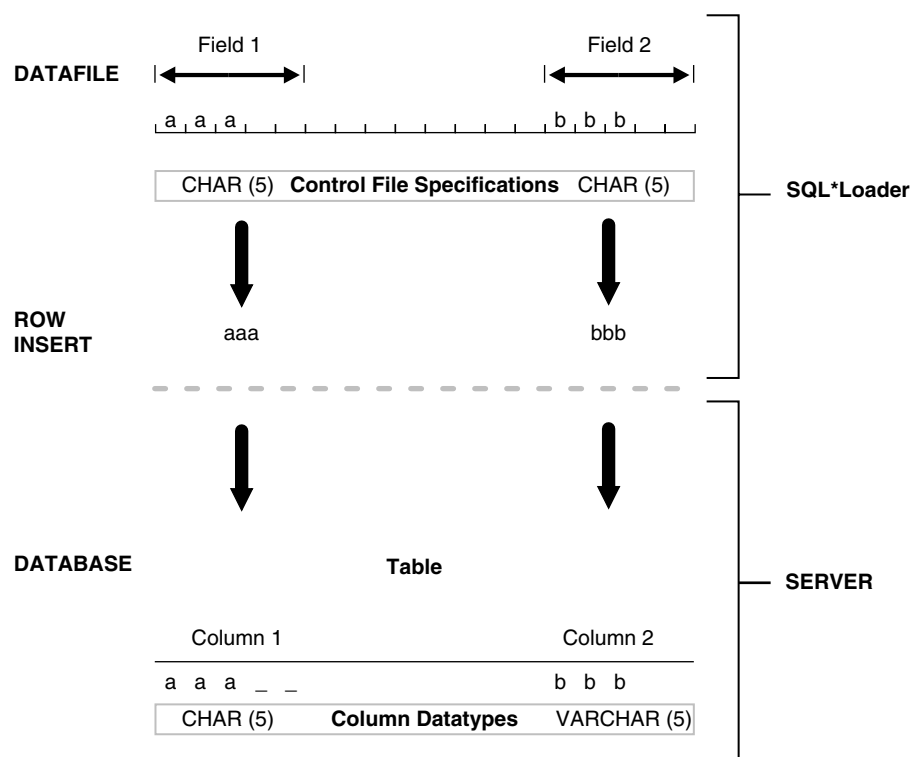 Field 1 Field 2
DATAFILE
a a a b b b
CHAR (5) Control File Specifications CHAR (5)
SQL*Loader
ROW
INSERT
aaa bbb
DATABASE
Table
SERVER
Column 1 Column 2
a a a _ _ b b b
CHAR (5) Column Datatypes VARCHAR (5)